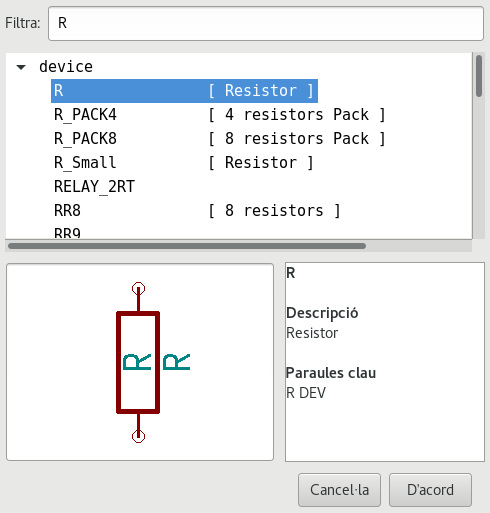 Filtra: R
device
R [ Resistor ]
R_PACK4 [ 4 resistors Pack ]
R_PACK8 [ 8 resistors Pack ]
R_Small [ Resistor ]
RELAY_2RT
RR8 [ 8 resistors ]
RR9
R R
R
Descripció
Resistor
Paraules clau
R DEV
Cancel·la D'acord